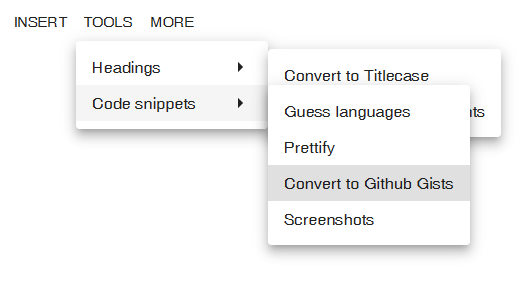 INSERT TOOLS MORE
Headings
Code snippets
Convert to Titlecase
Guess languages
Prettify
Convert to Github Gists
Screenshots